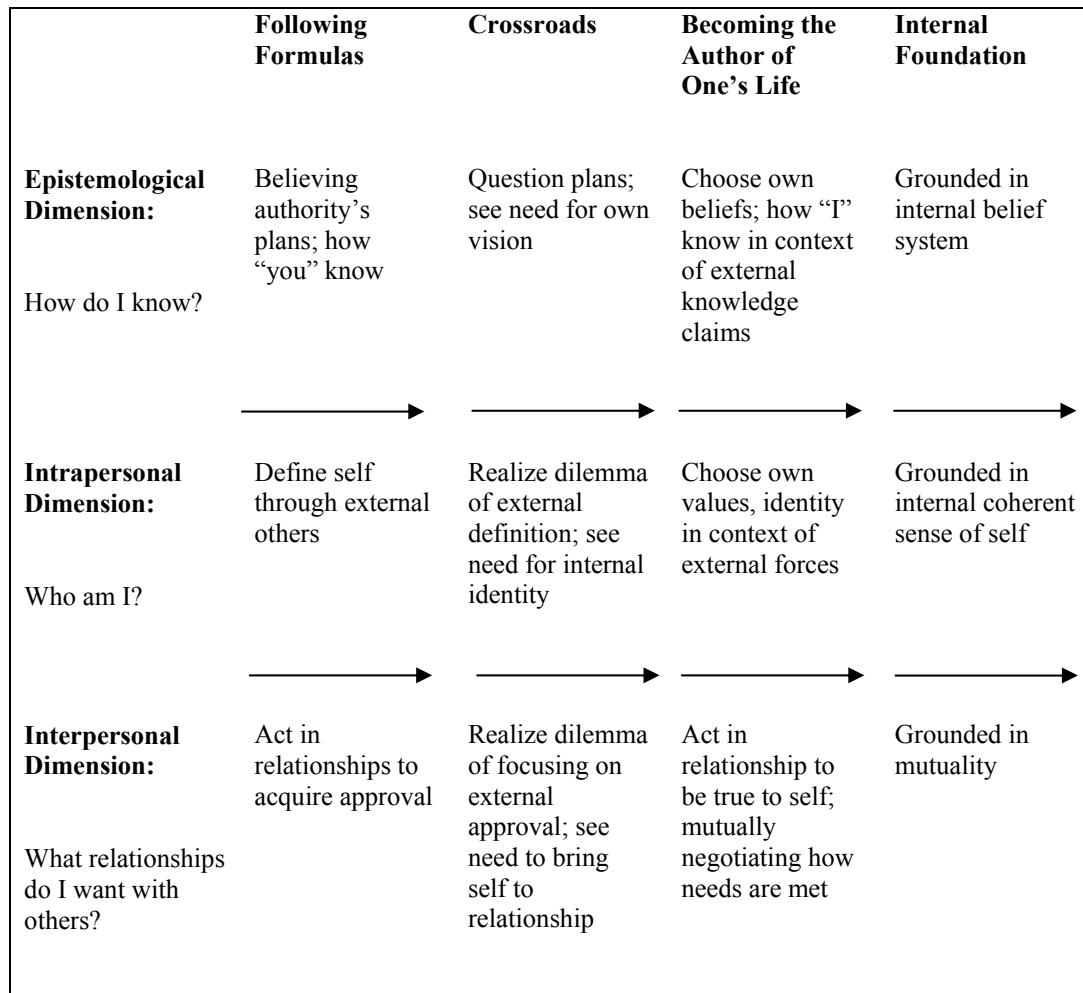 Following
Formulas
Crossroads
Becoming the
Author of
One's Life
Internal
Foundation
Epistemological
Dimension:
How do I know?
Believing
authority's
plans; how
“you” know
Question plans;
see need for own
vision
Choose own
beliefs; how “I”
know in context
of external
knowledge
claims
Grounded in
internal belief
system
Intrapersonal
Dimension:
Who am I?
Define self
through external
others
Realize dilemma
of external
definition; see
need for internal
identity
Choose own
values, identity
in context of
external forces
Grounded in
internal coherent
sense of self
Interpersonal
Dimension:
What relationships
do I want with
others?
Act in
relationships to
acquire approval
Realize dilemma
of focusing on
external
approval; see
need to bring
self to
relationship
Act in
relationship to
be true to self;
mutually
negotiating how
needs are met
Grounded in
mutuality